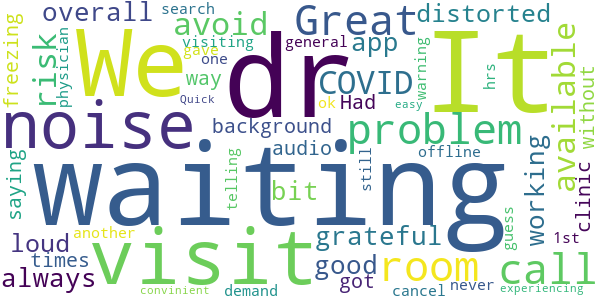 overall search Great distorted
freezing risk physician We avoid visiting gave one way dr general app COVID warning It hrs available without
noise background Had ok easy problem
Quick
saying waiting audio still offline working clinic
telling bit
loud visit grateful room guess 1st
times another good call
always got cancel never
convinient demand experiencing